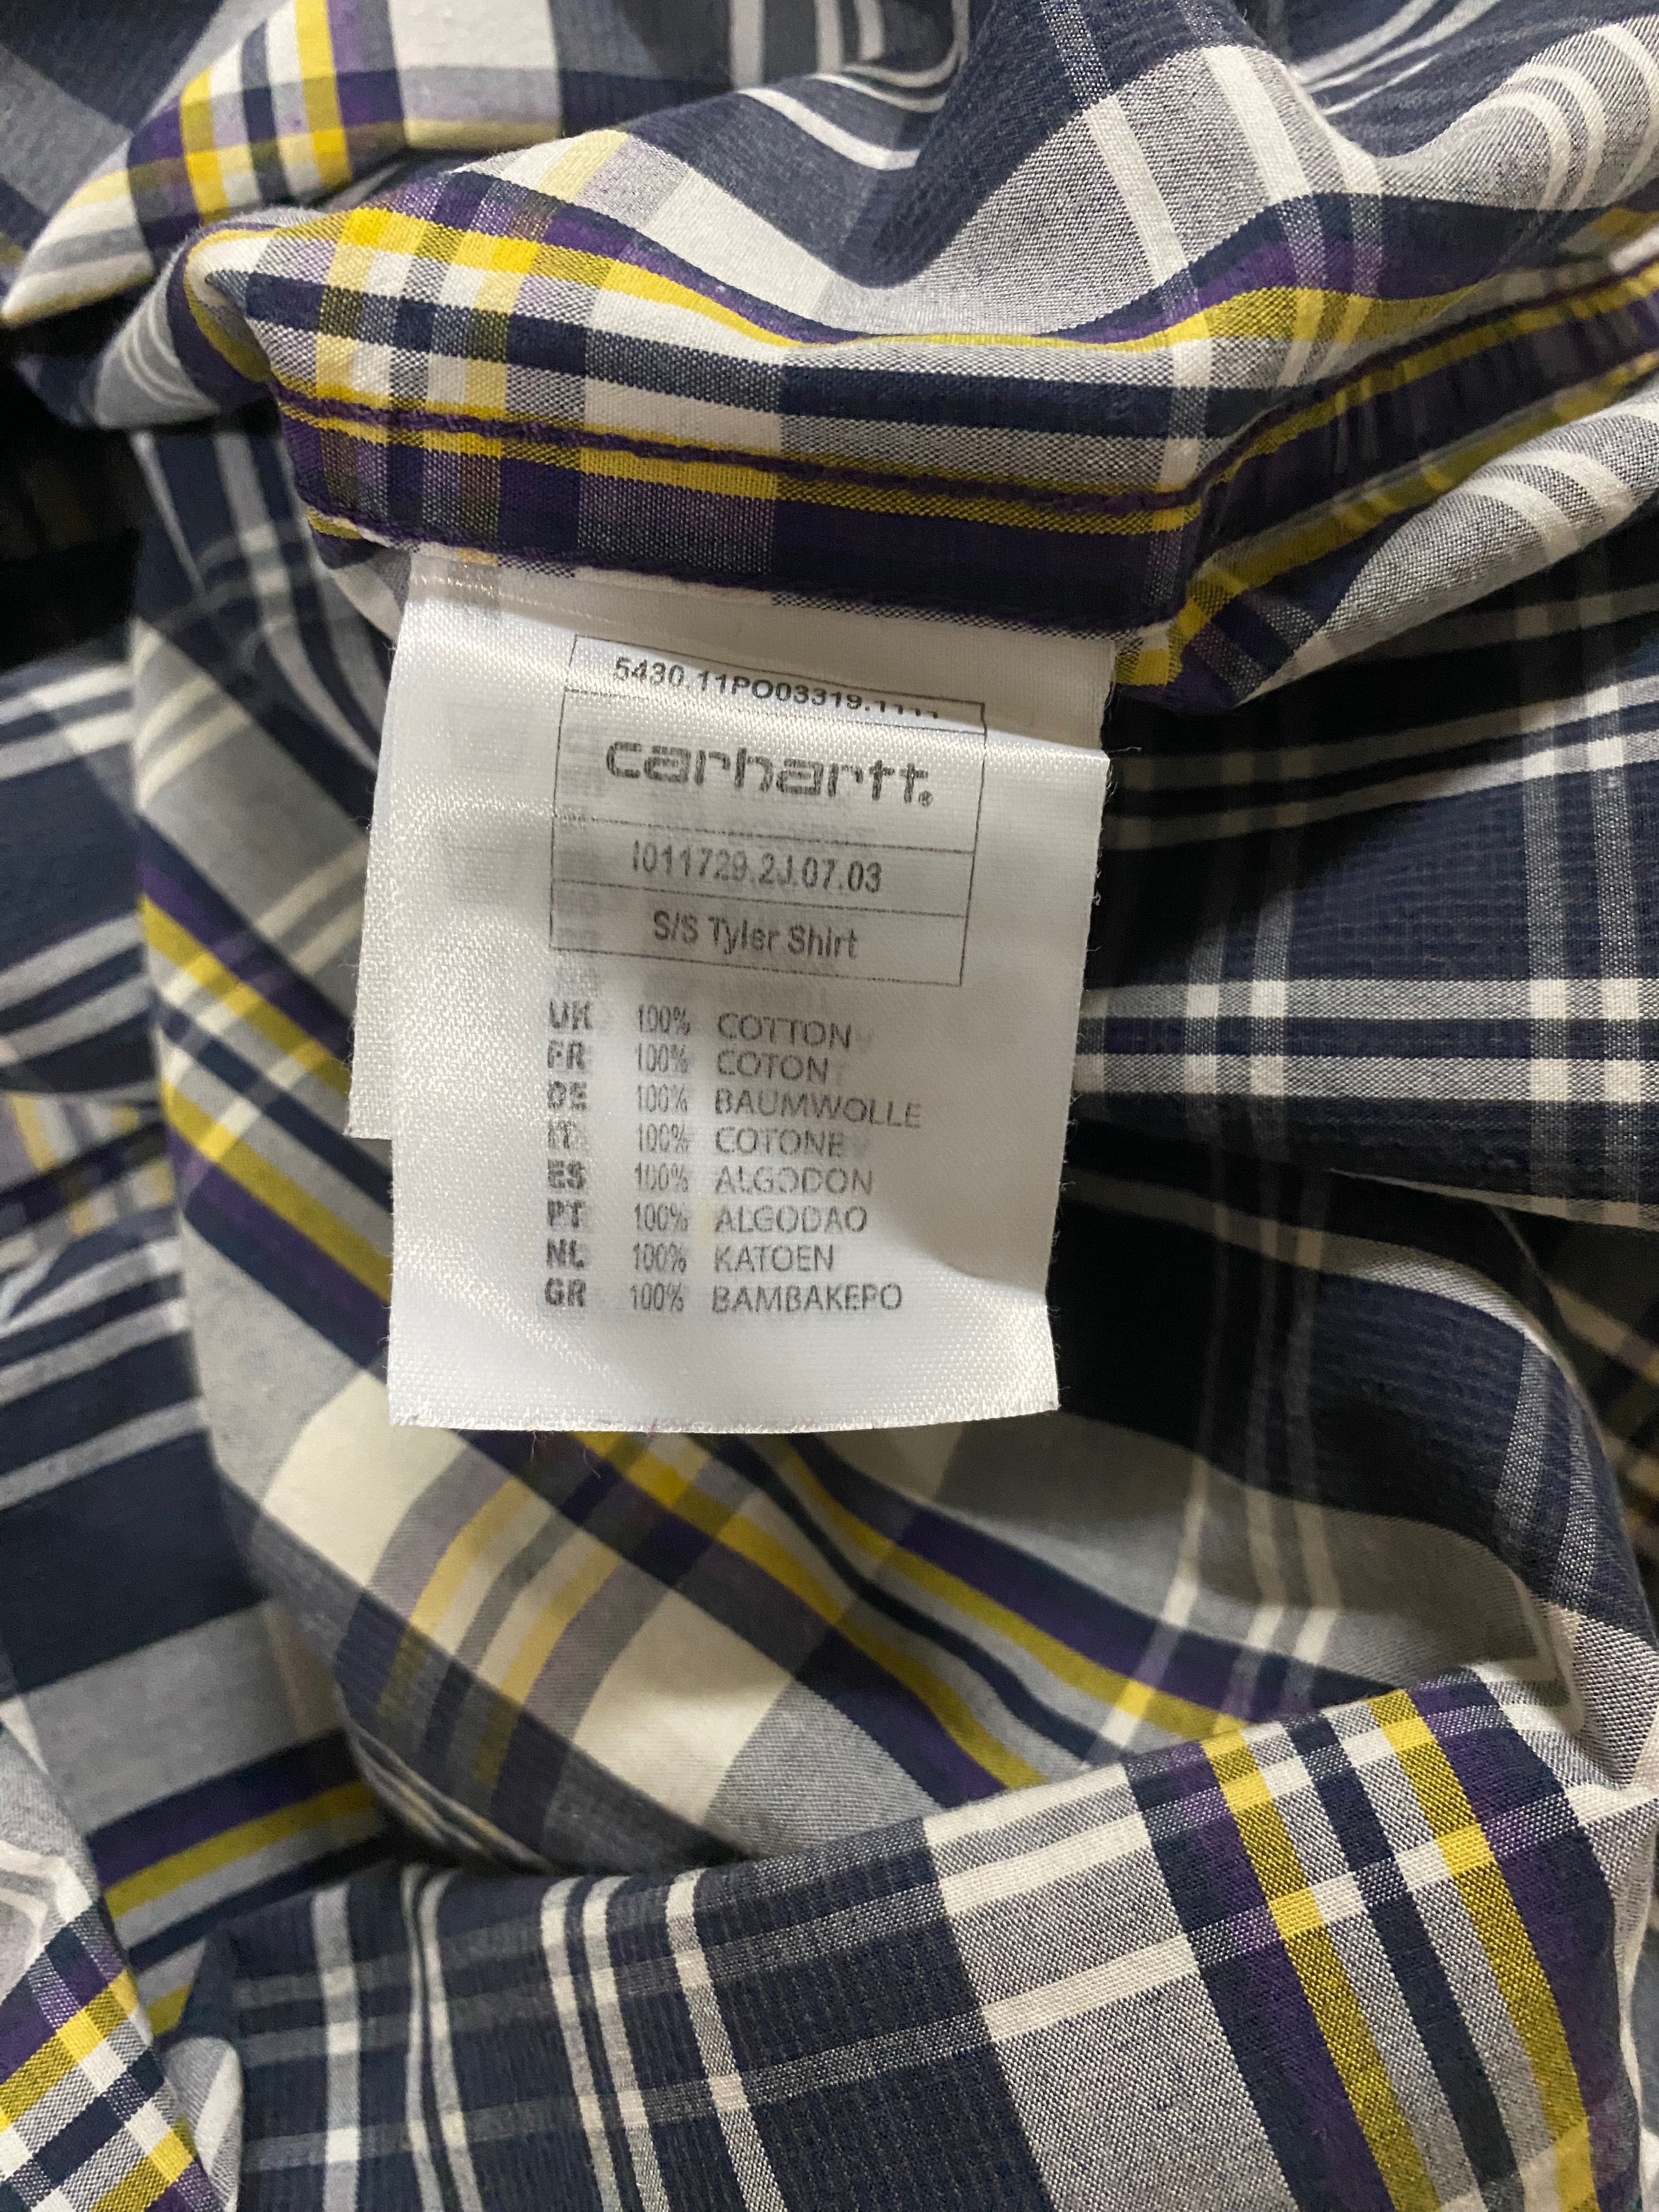 5430.11PO03319.1111
carhartt®
I011729.2J.07.03
S/S Tyler Shirt
UK 100% COTTON
FR 100% COTON
DE 100% BAUMWOLLE
IT 100% COTONE
ES 100% ALGODON
PT 100% ALGODAO
NL 100% KATOEN
GR 100% BAMBAKEPO